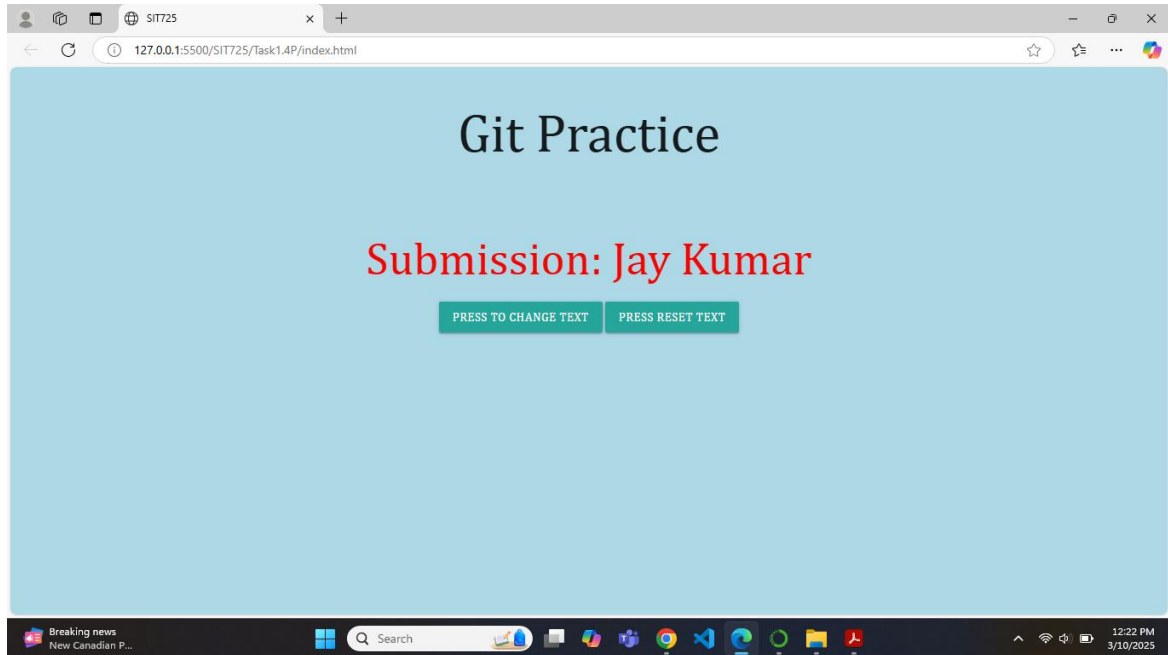 SIT725
127.0.0.1:5500/SIT725/Task1.4P/index.html
Git Practice
Submission: Jay Kumar
PRESS TO CHANGE TEXT PRESS RESET TEXT
Breaking news
New Canadian P...
Search
12:22 PM
3/10/2025